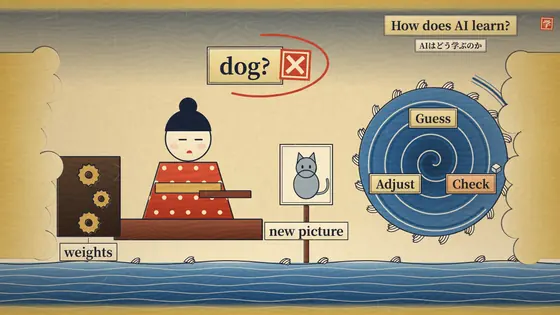 How does AI learn?
AIはどう学ぶのか
学
dog?
Guess
Adjust
Check
new picture
weights